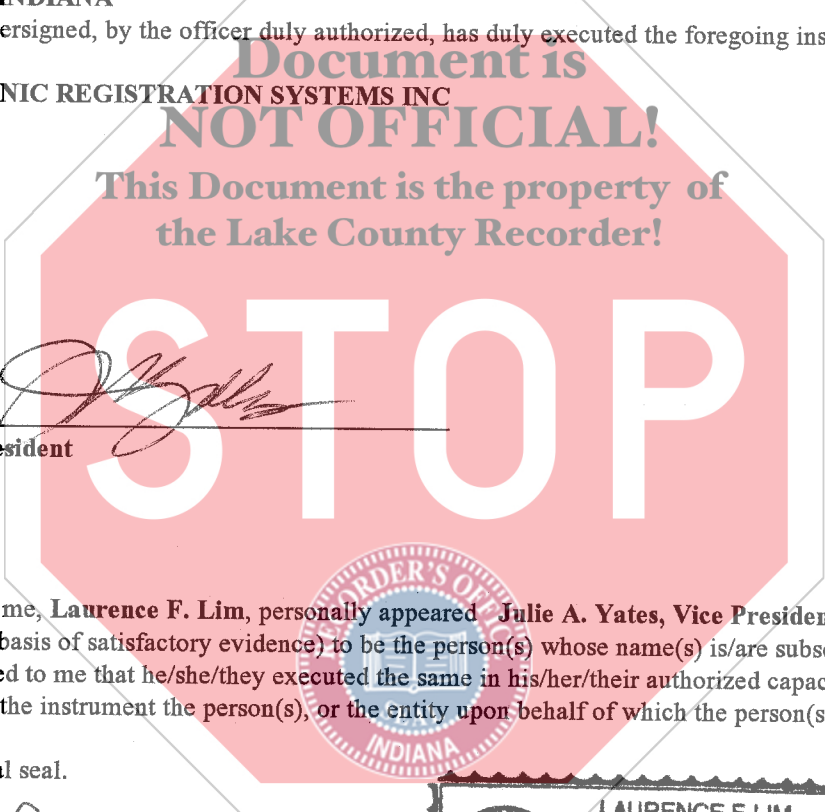 INDIANA
ersigned, by the officer duly authorized, has duly executed the foregoing ins
Document is
NIC REGISTRATION SYSTEMS INC
NOT OFFICIAL!
This Document is the property of
the Lake County Recorder!
STOP
esident
RECORDER'S OFFIC
me, Laurence F. Lim, personally appeared Julie A. Yates, Vice Presiden
basis of satisfactory evidence) to be the person(s) whose name(s) is/are subs
ed to me that he/she/they executed the same in his/her/their authorized capac
the instrument the person(s), or the entity upon behalf of which the person(s
INDIANA
al seal.
LAURENCE F. LIM